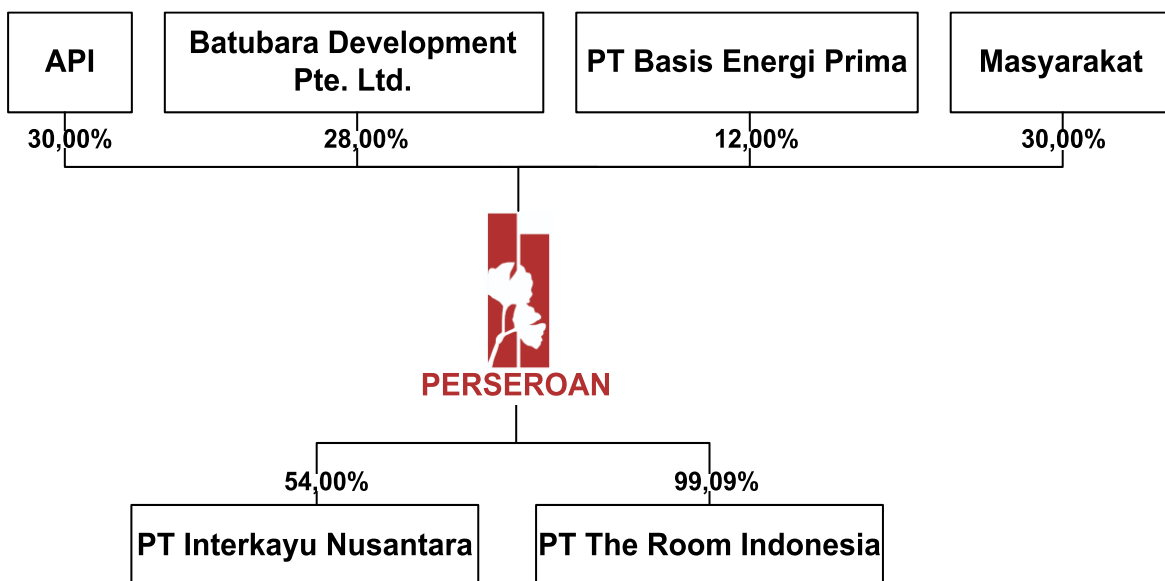 API
Batubara Development
Pte. Ltd.
PT Basis Energi Prima
Masyarakat
30,00%
28,00%
12,00%
30,00%
PERSEROAN
54,00%
99,09%
PT Interkayu Nusantara
PT The Room Indonesia